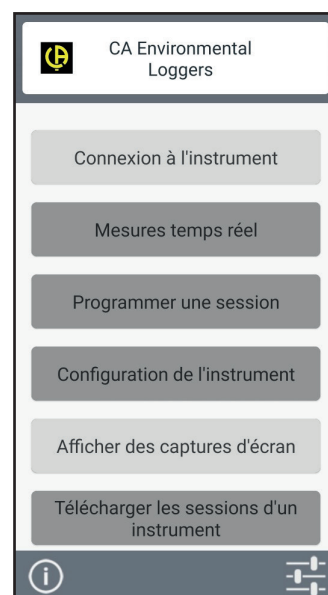 CA Environmental
Loggers
Connexion à l'instrument
Mesures temps réel
Programmer une session
Configuration de l'instrument
Afficher des captures d'écran
Télécharger les sessions d'un
instrument